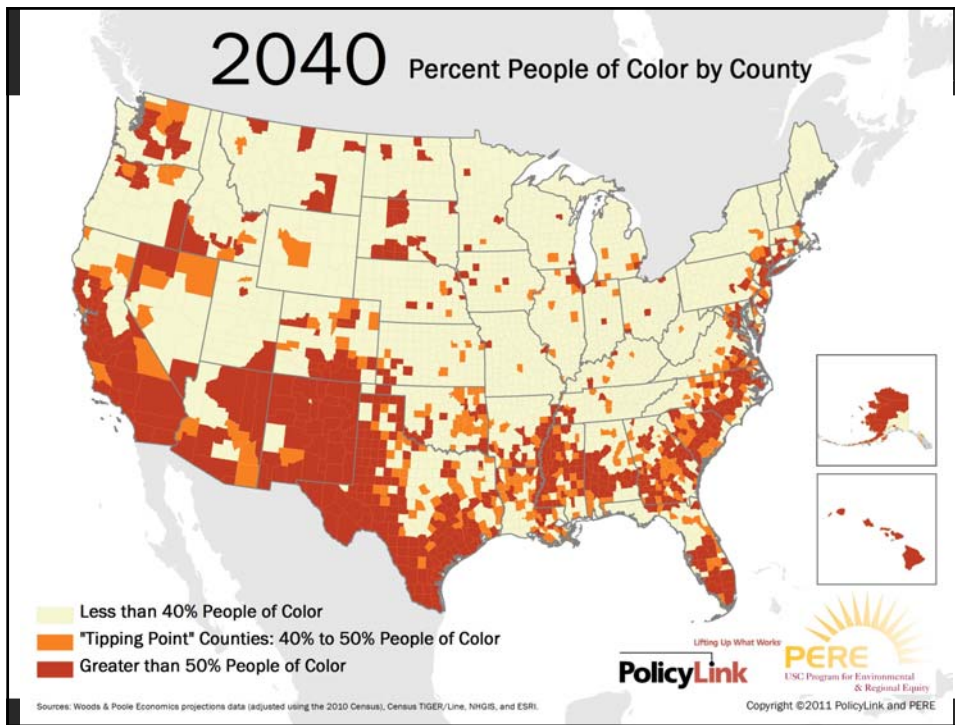 2040 Percent People of Color by County
Less than 40% People of Color
"Tipping Point" Counties: 40% to 50% People of Color
Greater than 50% People of Color
Lifting Up What Works
PolicyLink
PERE
USC Program for Environmental
& Regional Equity
Sources: Woods & Poole Economics projections data (adjusted using the 2010 Census), Census TIGER/Line, NHGIS, and ESRI.
Copyright ©2011 PolicyLink and PERE